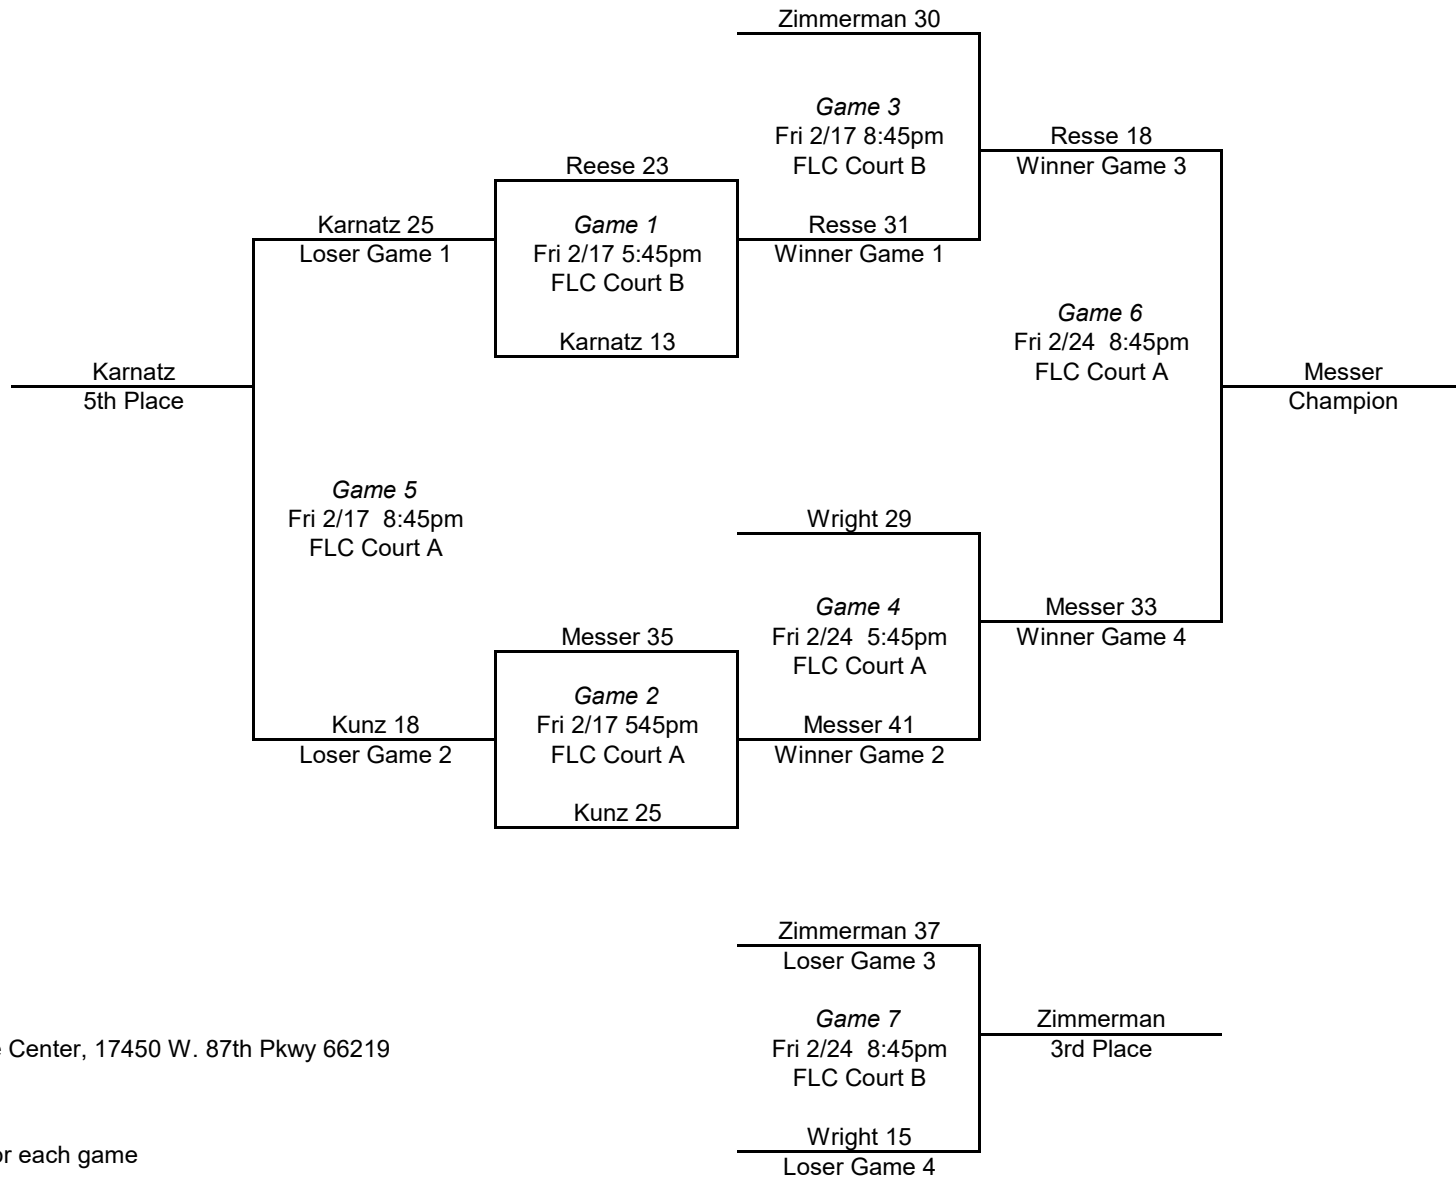 Zimmerman 30
Game 3
Fri 2/17 8:45pm
FLC Court B
Resse 18
Winner Game 3
Reese 23
Karnatz 25
Loser Game 1
Game 1
Fri 2/17 5:45pm
FLC Court B
Resse 31
Winner Game 1
Karnatz 13
Game 6
Fri 2/24 8:45pm
FLC Court A
Karnatz
5th Place
Messer
Champion
Game 5
Fri 2/17 8:45pm
FLC Court A
Wright 29
Game 4
Fri 2/24 5:45pm
FLC Court A
Messer 33
Winner Game 4
Messer 35
Game 2
Fri 2/17 545pm
FLC Court A
Kunz 18
Loser Game 2
Messer 41
Winner Game 2
Kunz 25
Zimmerman 37
Loser Game 3
Game 7
Fri 2/24 8:45pm
FLC Court B
Zimmerman
3rd Place
Center, 17450 W. 87th Pkwy 66219
Wright 15
Loser Game 4
each game